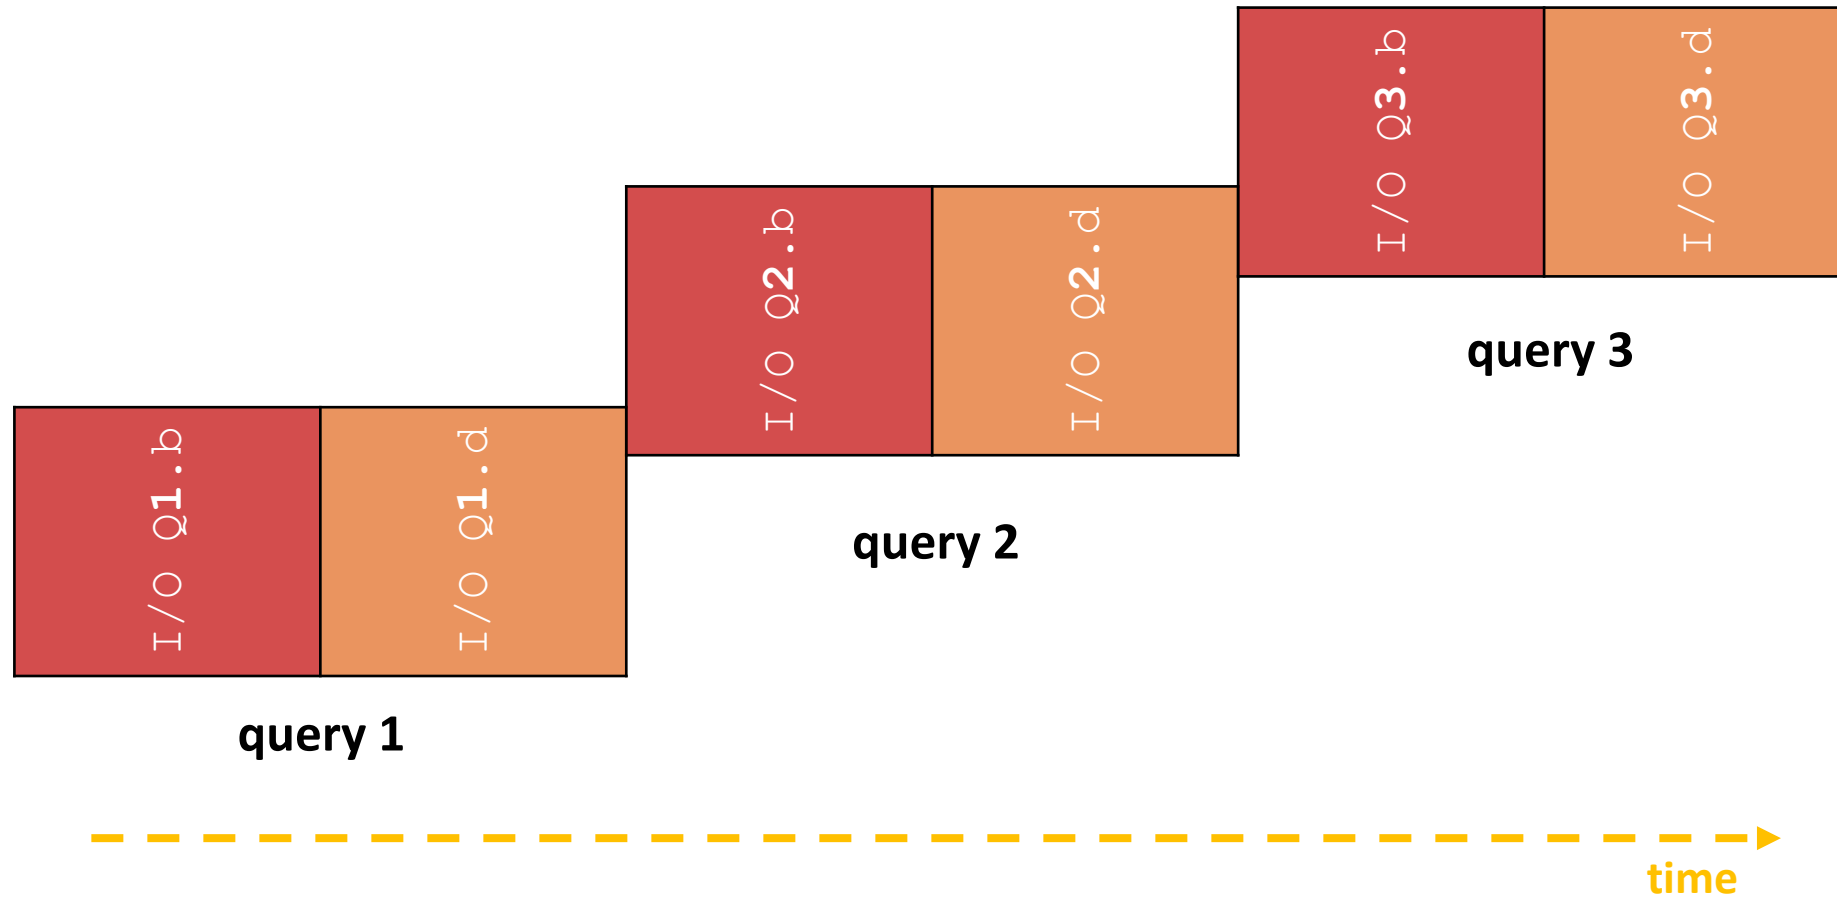 I/O Q1.b
I/O Q1.d
query 1
I/O Q2.b
I/O Q2.d
query 2
I/O Q3.b
I/O Q3.d
query 3
time